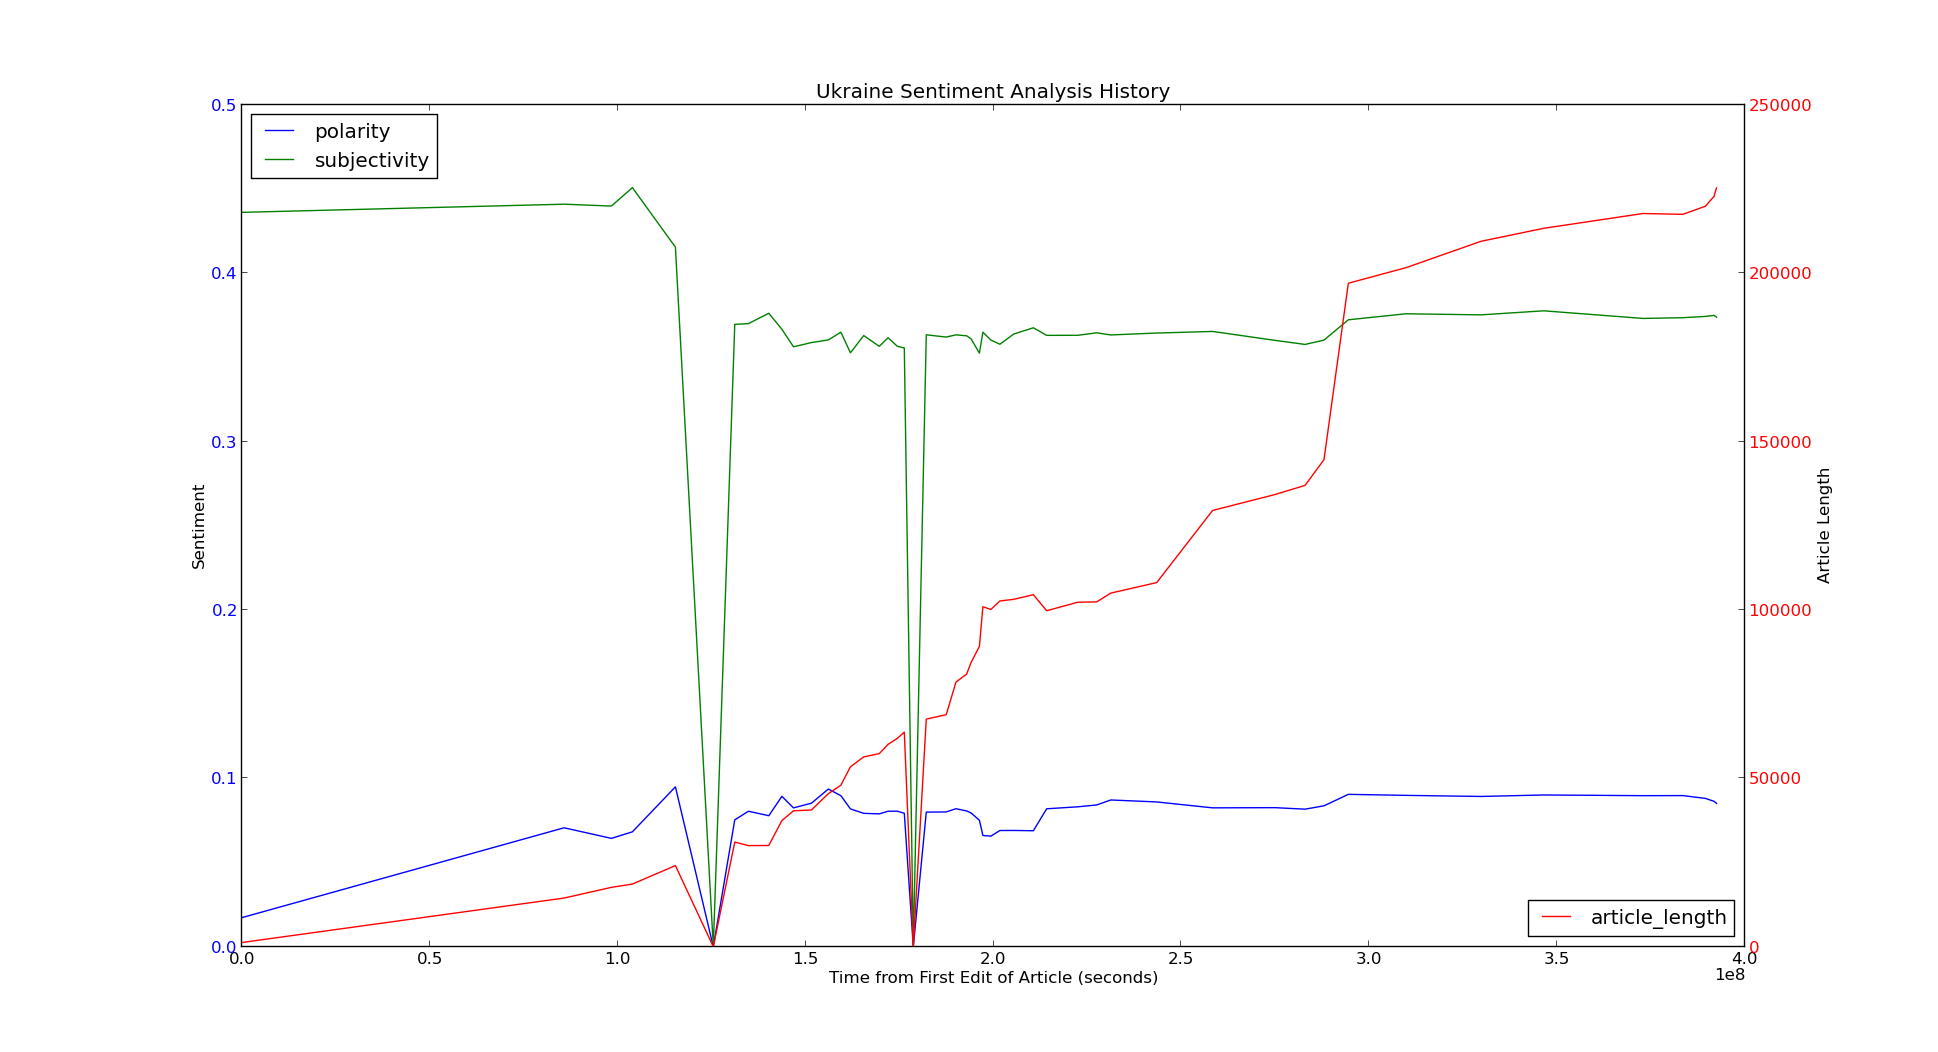 Ukraine Sentiment Analysis History
polarity
subjectivity
0.5
0.4
0.3
0.2
0.1
0.0
Sentiment
250000
200000
150000
100000
50000
0
Article Length
article_length
0.0 0.5 1.0 1.5 2.0 2.5 3.0 3.5 4.0
1e8
Time from First Edit of Article (seconds)